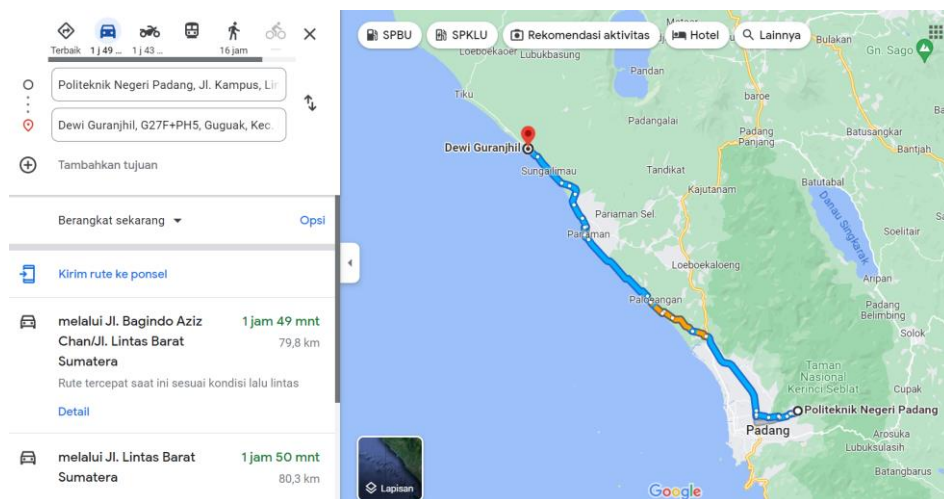 Terbaik 1 j 49 ... 1 j 43 ... 16 jam
Politeknik Negeri Padang, Jl. Kampus, Lir
Dewi Guranjhil, G27F+PH5, Guguak, Kec.
Tambahkan tujuan
Berangkat sekarang Opsi
Kirim rute ke ponsel
melalui Jl. Bagindo Aziz 1 jam 49 mnt
Chan/Jl. Lintas Barat 79,8 km
Sumatera
Rute tercepat saat ini sesuai kondisi lalu lintas
Detail
melalui Jl. Lintas Barat 1 jam 50 mnt
Sumatera 80,3 km
SPBU SPKLU Rekomendasi aktivitas Hotel Lainnya
Bulakan
Gn. Sago
Loeboekaoer Lubukbasung
Pandan
Tiku
baroe
Padangalai
Padang
Panjang
Batusangkar
Bantjah
Dewi Guranjhil
Sungailimau
Tandikat
Kajutanam
Batutabal
Danau Singkarak
Pariaman Sel.
Pariaman
Soelitair
Loeboekaloeng
Aripan
Padang
Belimbing
Solok
Taman
Nasional
Kerinci Seblat
Cupak
Politeknik Negeri Padang
Padang
Arosuka
Lubuksulasih
Batangbarus
Lapisan
Google